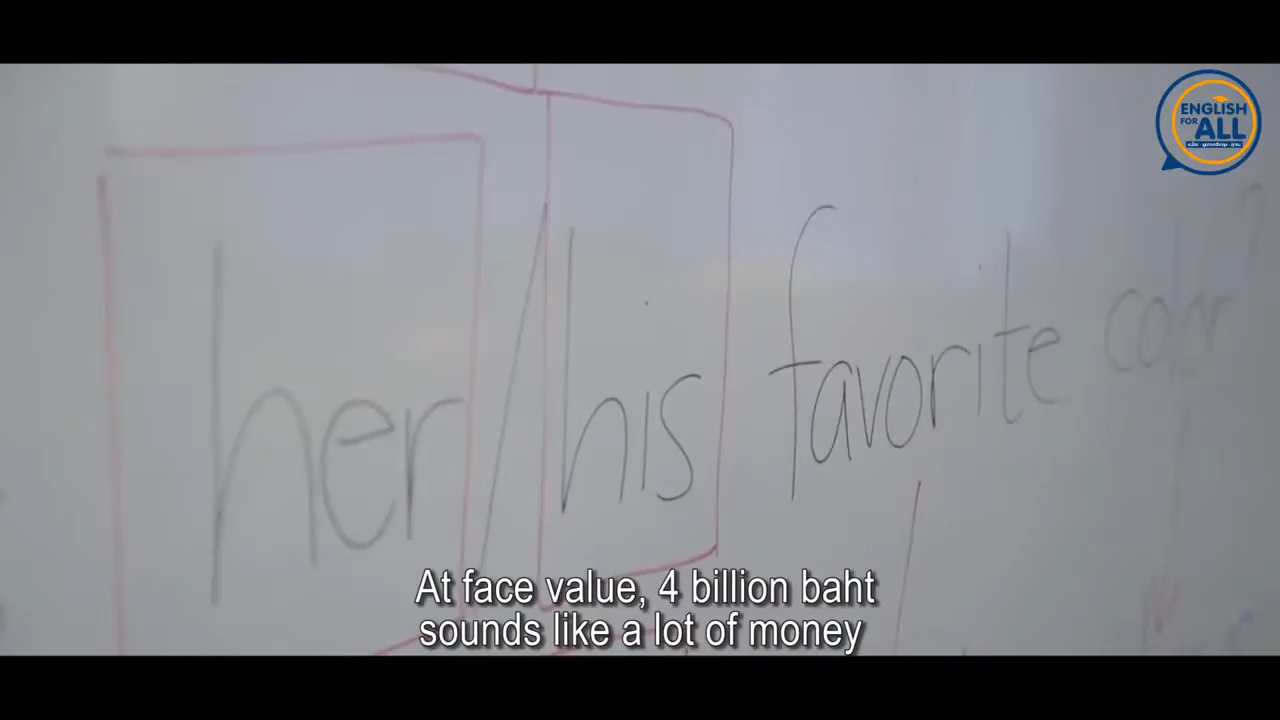 ENGLISH
FOR
ALL
her/his favorite color ?
At face value, 4 billion baht
sounds like a lot of money